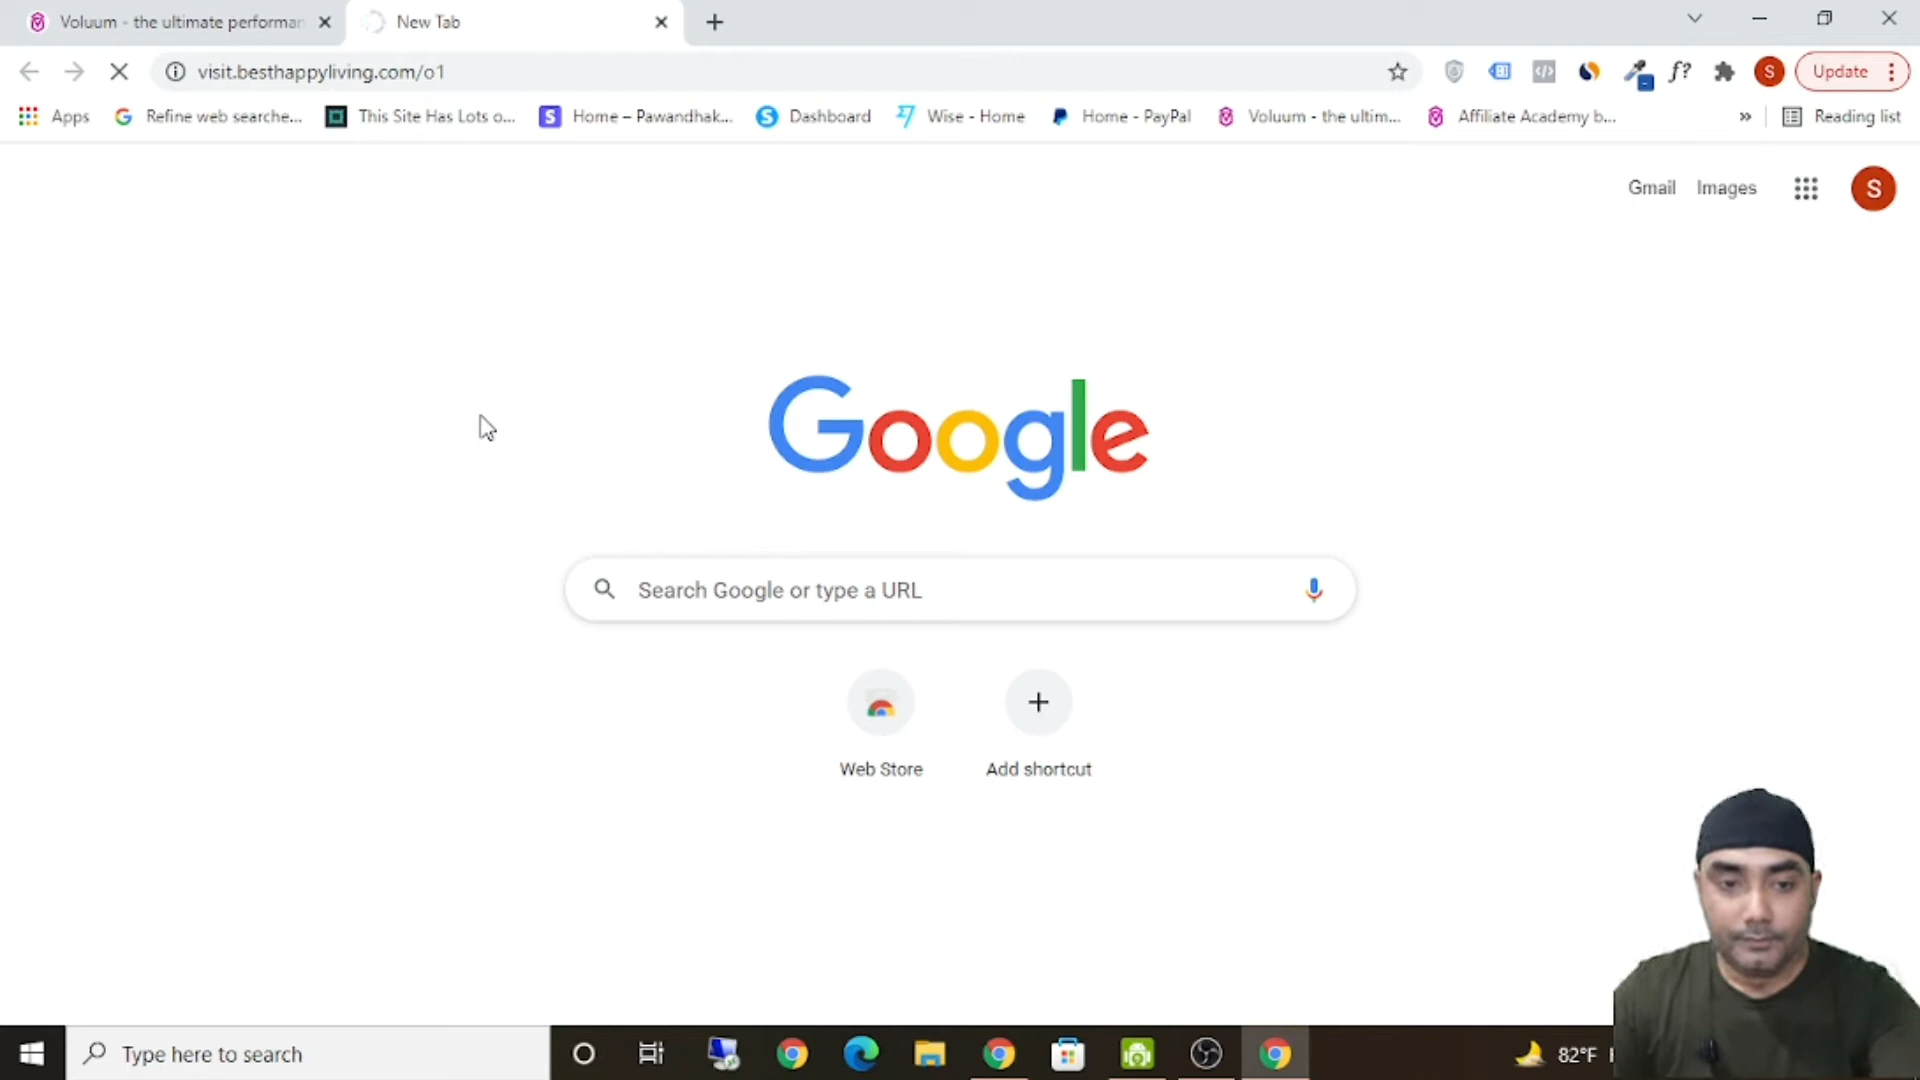 Voluum - the ultimate performan
New Tab
visit.besthappyliving.com/o1
f?
S
Update
Apps
Refine web searche...
This Site Has Lots o...
Home – Pawandhak...
Dashboard
Wise - Home
Home - PayPal
Voluum - the ultim...
Affiliate Academy b...
»
Reading list
Gmail
Images
S
Google
Search Google or type a URL
Web Store
Add shortcut
Type here to search
82°F